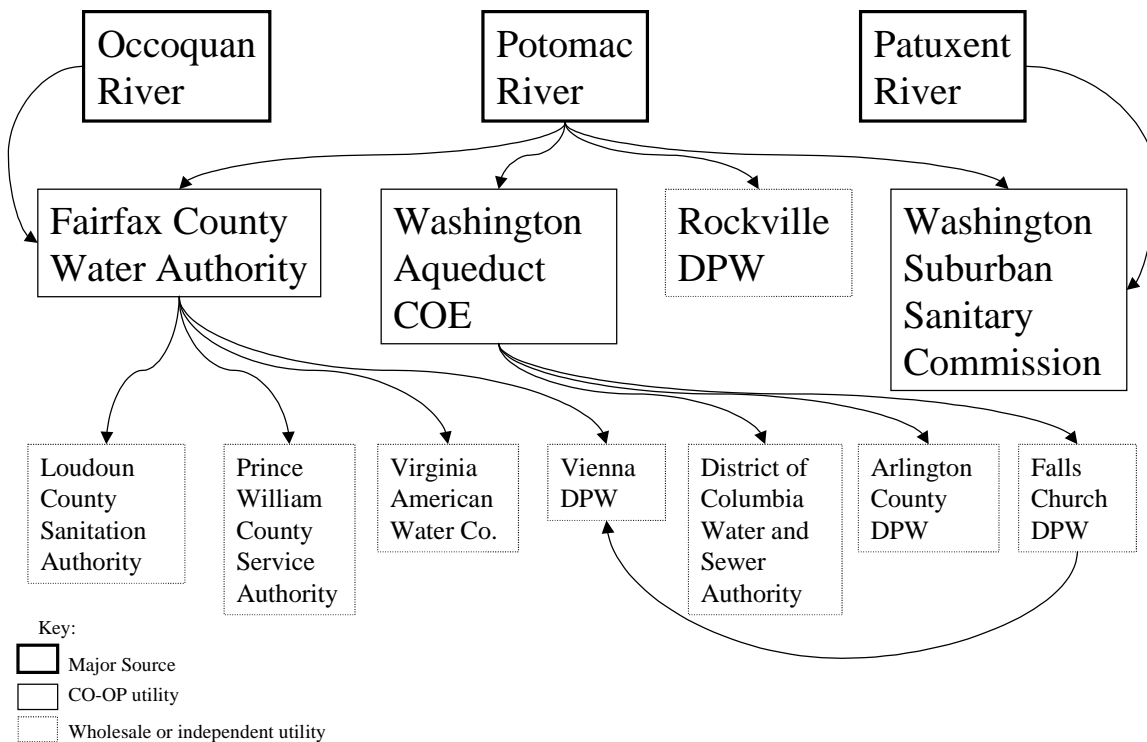 Occoquan
River
Potomac
River
Patuxent
River
Fairfax County
Water Authority
Washington
Aqueduct
COE
Rockville
DPW
Washington
Suburban
Sanitary
Commission
Loudoun
County
Sanitation
Authority
Prince
William
County
Service
Authority
Virginia
American
Water Co.
Vienna
DPW
District of
Columbia
Water and
Sewer
Authority
Arlington
County
DPW
Falls
Church
DPW
Key:
Major Source
CO-OP utility
Wholesale or independent utility